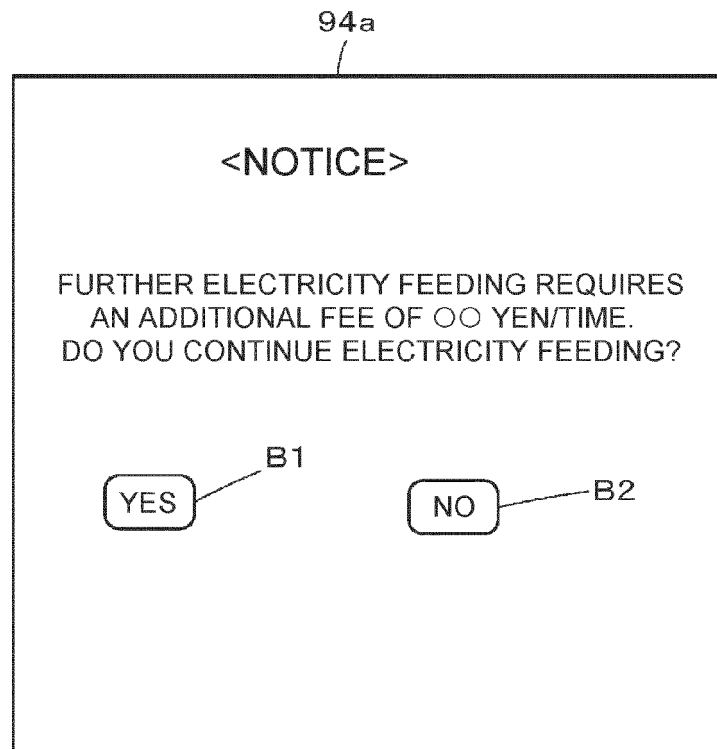 94a
<NOTICE>
FURTHER ELECTRICITY FEEDING REQUIRES
AN ADDITIONAL FEE OF ○○ YEN/TIME.
DO YOU CONTINUE ELECTRICITY FEEDING?
B1
YES
B2
NO